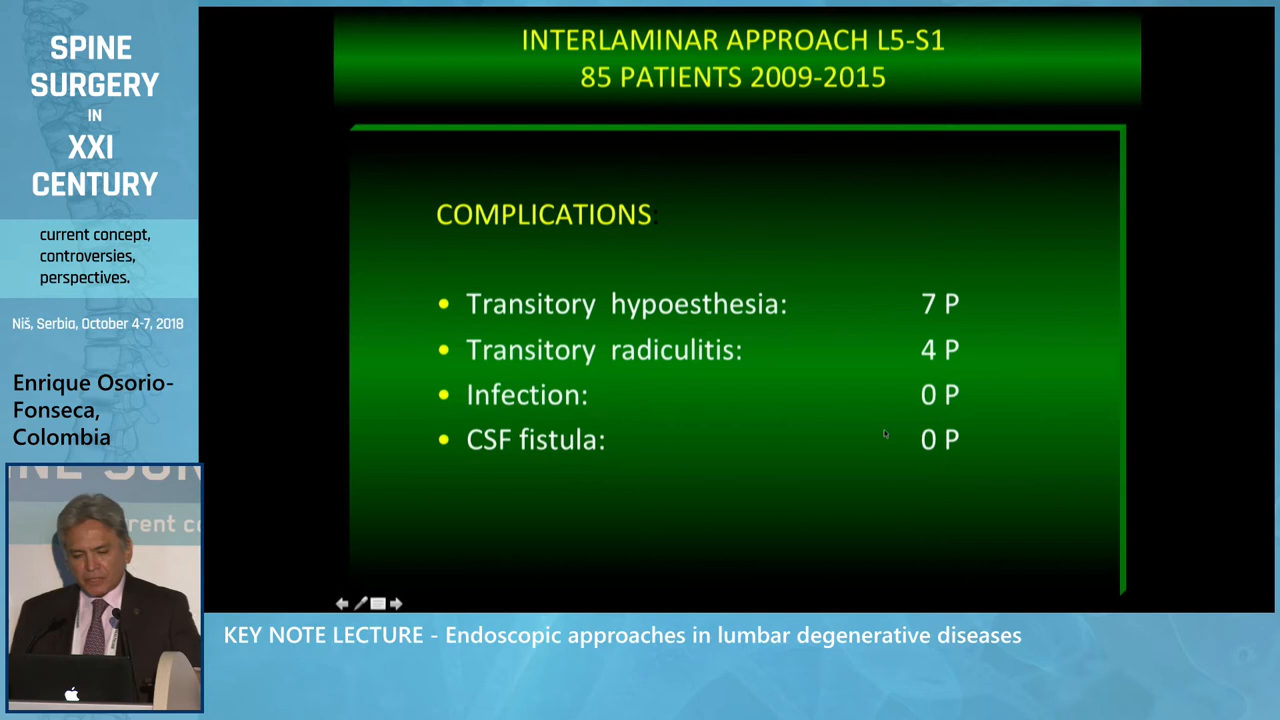 SPINE
SURGERY
IN
XXI
CENTURY
current concept,
controversies,
perspectives.
Niš, Serbia, October 4-7, 2018
Enrique Osorio-
Fonseca,
Colombia
INTERLAMINAR APPROACH L5-S1
85 PATIENTS 2009-2015
COMPLICATIONS
• Transitory hypoesthesia: 7 P
• Transitory radiculitis: 4 P
• Infection: 0 P
• CSF fistula: 0 P
rent co
KEY NOTE LECTURE - Endoscopic approaches in lumbar degenerative diseases